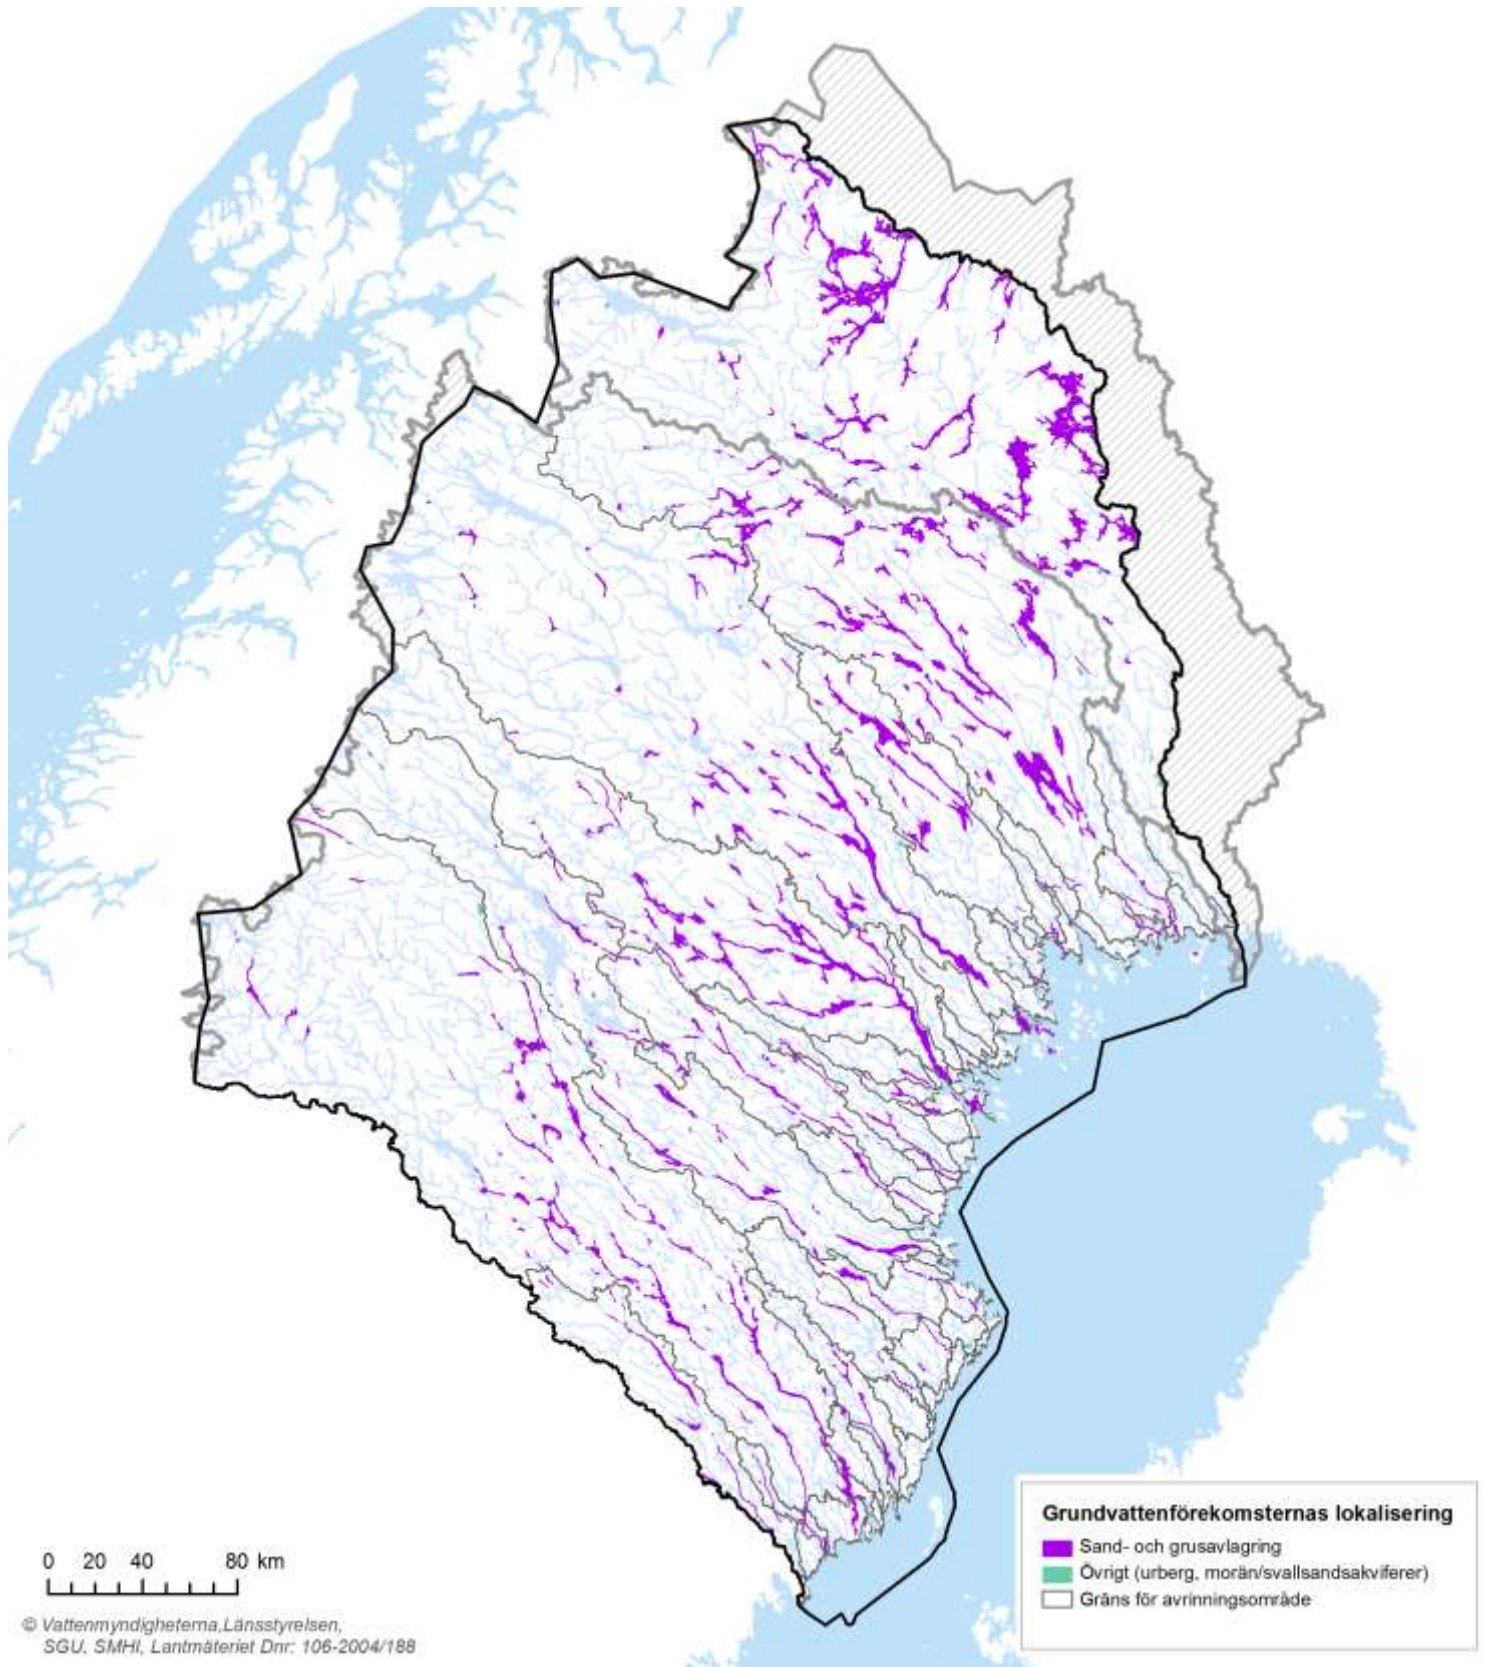 Grundvattenförekomsternas lokalisering
Sand- och grusavlagring
Övrigt (urberg, morän/svallsandsakviferer)
Gräns för avrinningsområde
0 20 40 80 km
© Vattenmyndigheterna,Länsstyrelsen,
SGU, SMHI, Lantmäteriet Dnr: 106-2004/188